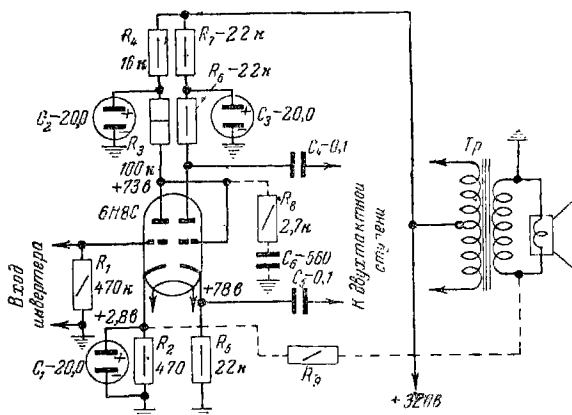 R4
16к
R7-22к
R6-22к
C2-20,0
C3-20,0
R3
100к
+73в
C4-0,1
Тр
6Н8С
R8
2,7к
C6-560
C5-0,1
К двухтактной ступени
Вход инвертера
R1
470к
+78в
+2,8в
R2
470
R5
22к
C1-20,0
R9
+320в